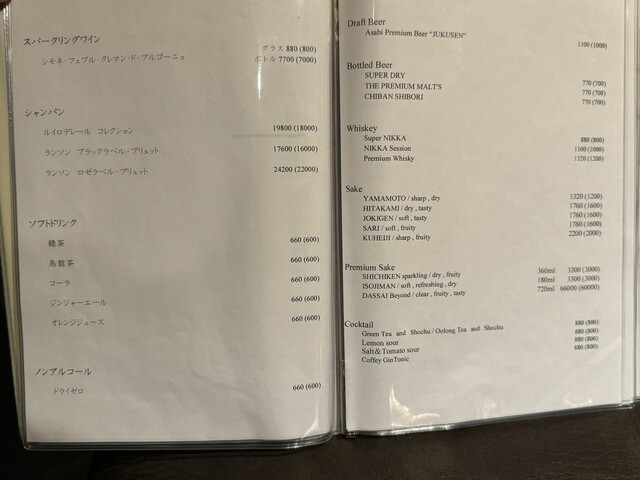 スパークリングワイン
グラス 880 (800)
シモネ・フェブル・クレマン・ド・ブルゴーニュ ボトル 7700 (7000)
シャンパン
ルイロデレール コレクション 19800 (18000)
ランソン ブラックラベル・ブリュット 17600 (16000)
ランソン ロゼラベル・ブリュット 24200 (22000)
ソフトドリンク
緑茶 660 (600)
烏龍茶 660 (600)
コーラ 660 (600)
ジンジャーエール 660 (600)
オレンジジュース 660 (600)
ノンアルコール
ドライゼロ 660 (600)
Draft Beer
Asahi Premium Beer "JUKUSEN"
1100 (1000)
Bottled Beer
SUPER DRY 770 (700)
THE PREMIUM MALT'S 770 (700)
CHIBAN SHIBORI 770 (700)
Whiskey
Super NIKKA 880 (800)
NIKKA Session 1100 (1000)
Premium Whisky 1320 (1200)
Sake
YAMAMOTO / sharp , dry 1320 (1200)
HITAKAMI / dry , tasty 1760 (1600)
JOKIGEN / soft , tasty 1760 (1600)
SARI / soft , fruity 1760 (1600)
KUHEIJI / sharp , fruity 2200 (2000)
Premium Sake
SHICHIKEN sparkling / dry , fruity 360ml 3300 (3000)
ISOJIMAN / soft , refreshing , dry 180ml 3300 (3000)
DASSAI Beyond / clear , fruity , tasty 720ml 66000 (60000)
Cocktail
Green Tea and Shochu / Oolong Tea and Shochu 880 (800)
Lemon sour 880 (800)
Salt&Tomato sour 880 (800)
Coffey GinTonic 880 (800)